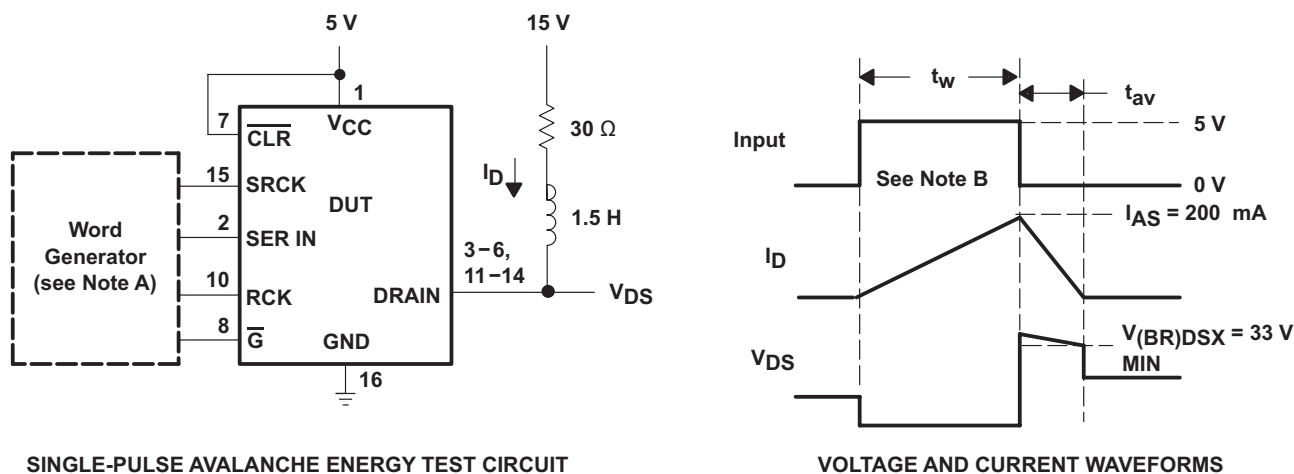 5 V
15 V
1
7
CLR
VCC
30 Ω
ID
15
SRCK
DUT
1.5 H
Word
Generator
(see Note A)
2
SER IN
3–6,
11–14
10
RCK
DRAIN
VDS
8
G
GND
16
SINGLE-PULSE AVALANCHE ENERGY TEST CIRCUIT
tw
tav
Input
5 V
See Note B
0 V
IAS = 200 mA
ID
V(BR)DSX = 33 V
MIN
VDS
VOLTAGE AND CURRENT WAVEFORMS